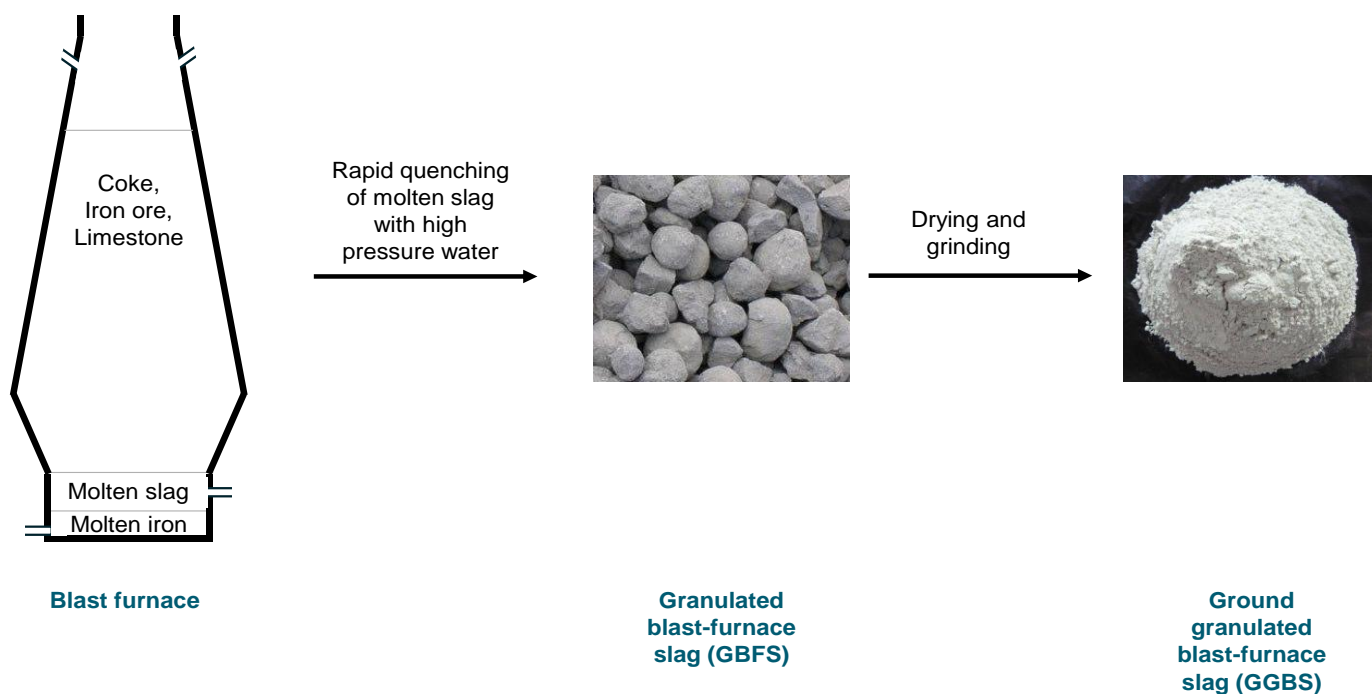 Coke,
Iron ore,
Limestone
Molten slag
Molten iron
Blast furnace
Rapid quenching
of molten slag
with high
pressure water
Granulated
blast-furnace
slag (GBFS)
Drying and
grinding
Ground
granulated
blast-furnace
slag (GGBS)